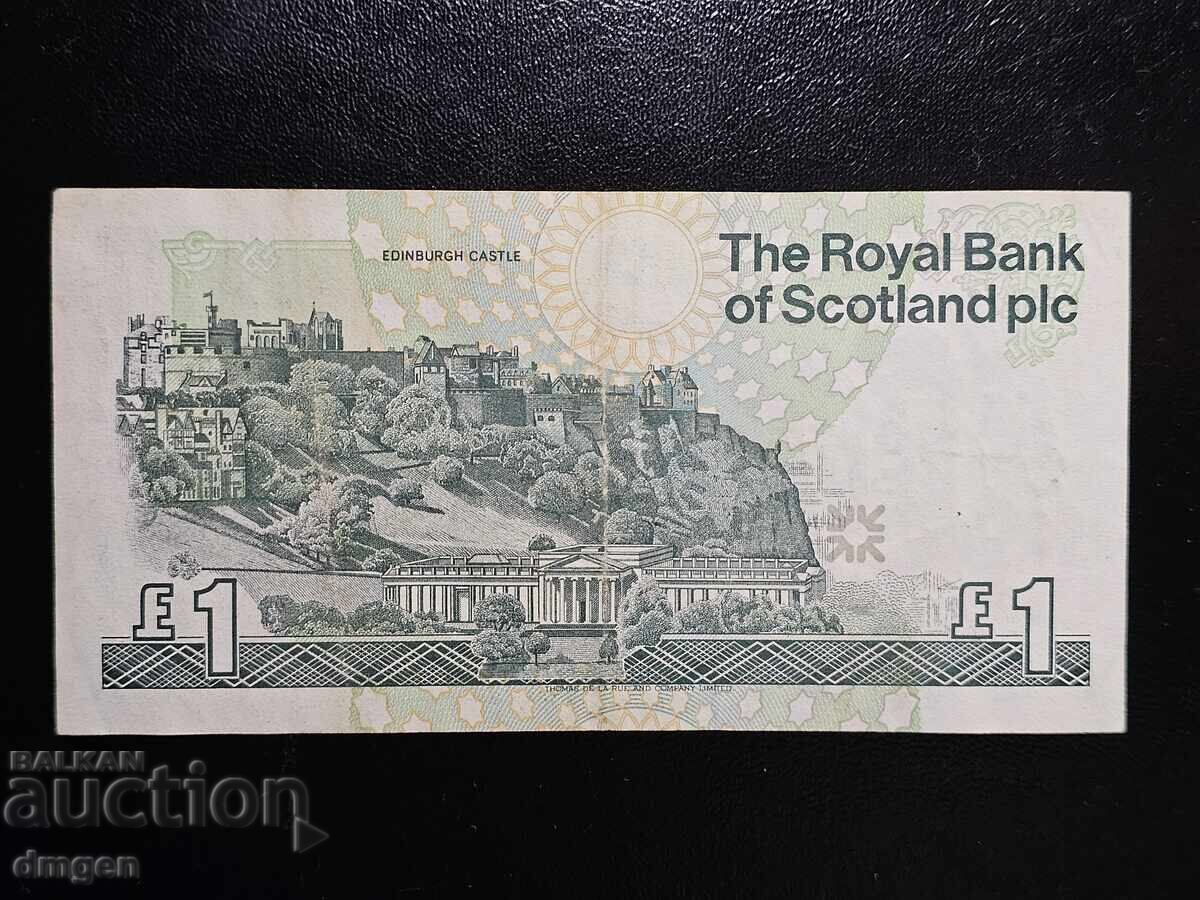 EDINBURGH CASTLE
The Royal Bank
of Scotland plc
£1
£1
THOMAS DE LA RUE AND COMPANY LIMITED
BALKAN
auction
dmgen